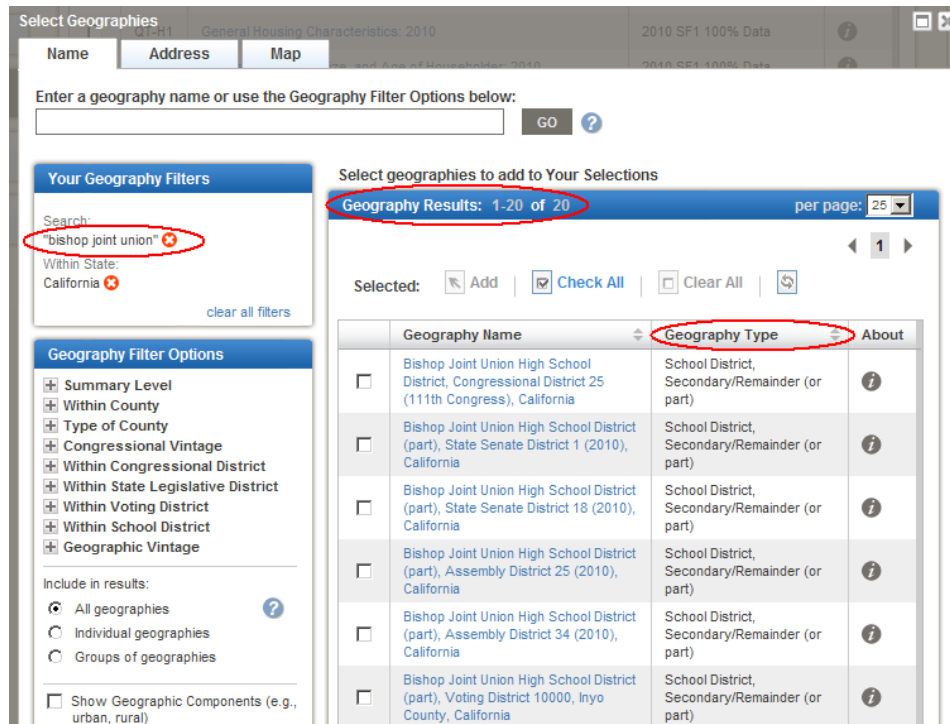 Select Geographies
QT-H1 General Housing Characteristics: 2010 2010 SF1 100% Data
Name Address Map
and Age of Householder: 2010 2010 SF1 100% Data
Enter a geography name or use the Geography Filter Options below:
GO
Your Geography Filters
Search:
"bishop joint union"
Within State:
California
clear all filters
Geography Filter Options
Summary Level
Within County
Type of County
Congressional Vintage
Within Congressional District
Within State Legislative District
Within Voting District
Within School District
Geographic Vintage
Include in results:
All geographies
Individual geographies
Groups of geographies
Show Geographic Components (e.g.,
urban, rural)
Select geographies to add to Your Selections
Geography Results: 1-20 of 20 per page: 25
1
Selected: Add Check All Clear All
Geography Name Geography Type About
Bishop Joint Union High School
District, Congressional District 25
(111th Congress), California
School District,
Secondary/Remainder (or
part)
Bishop Joint Union High School District
(part), State Senate District 1 (2010),
California
School District,
Secondary/Remainder (or
part)
Bishop Joint Union High School District
(part), State Senate District 18 (2010),
California
School District,
Secondary/Remainder (or
part)
Bishop Joint Union High School District
(part), Assembly District 25 (2010),
California
School District,
Secondary/Remainder (or
part)
Bishop Joint Union High School District
(part), Assembly District 34 (2010),
California
School District,
Secondary/Remainder (or
part)
Bishop Joint Union High School District
(part), Voting District 10000, Inyo
County, California
School District,
Secondary/Remainder (or
part)